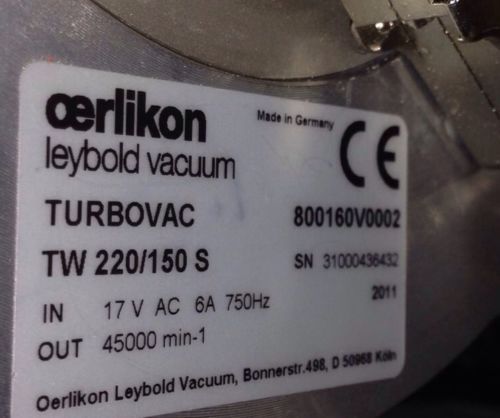 œrlikon
leybold vacuum
Made in Germany
CE
TURBOVAC 800160V0002
TW 220/150 S SN 31000436432
2011
IN 17 V AC 6A 750Hz
OUT 45000 min-1
Oerlikon Leybold Vacuum, Bonnerstr.498, D 50968 Köln